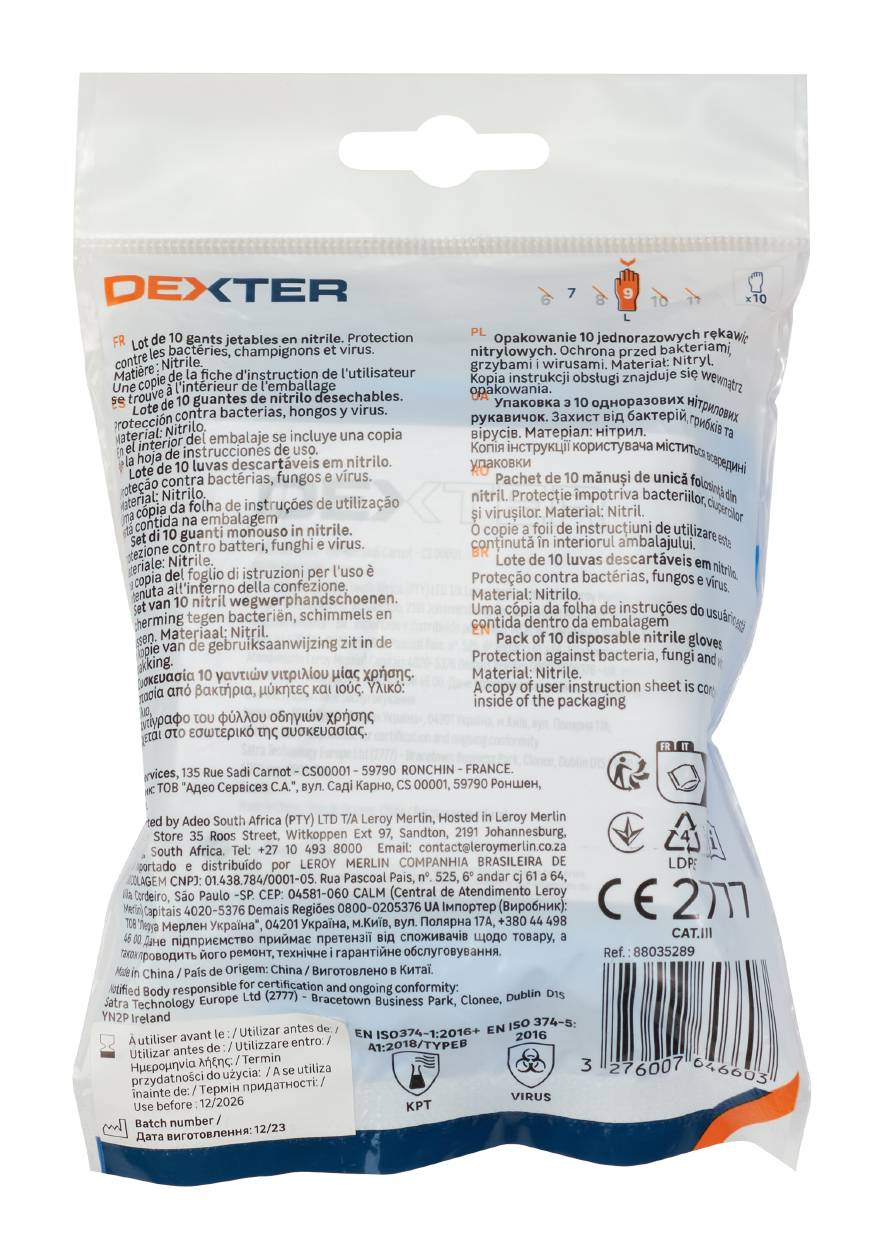 DEXTER
6 7 8 9 10 11
L
x10
FR Lot de 10 gants jetables en nitrile. Protection
contre les bactéries, champignons et virus.
Matière : Nitrile.
Une copie de la fiche d'instruction de l'utilisateur
se trouve à l'intérieur de l'emballage
ES Lote de 10 guantes de nitrilo desechables.
Protección contra bacterias, hongos y virus.
Material: Nitrilo.
En el interior del embalaje se incluye una copia
de la hoja de instrucciones de uso.
Lote de 10 luvas descartáveis em nitrilo.
contra bactérias, fungos e vírus.
Material: Nitrilo.
cópia da folha de instruções de utilização
contida na embalagem
Set di 10 guanti monouso in nitrile.
contro batteri, funghi e virus.
Nitrile.
copia del foglio di istruzioni per l'uso è
all'interno della confezione.
Set van 10 nitril wegwerphandschoenen.
tegen bacteriën, schimmels en
Materiaal: Nitril.
kopie van de gebruiksaanwijzing zit in de
10 γαντιών νιτριλίου μίας χρήσης.
από βακτήρια, μύκητες και ιούς. Υλικό:
του φύλλου οδηγιών χρήσης
στο εσωτερικό της συσκευασίας.
PL Opakowanie 10 jednorazowych rękawic
nitrylowych. Ochrona przed bakteriami,
grzybami i wirusami. Materiał: Nitryl.
Kopia instrukcji obsługi znajduje się wewnątrz
opakowania.
UA Упаковка з 10 одноразових нітрилових
рукавичок. Захист від бактерій, грибків та
вірусів. Матеріал: нітрил.
Копія інструкції користувача міститься всередині
упаковки
RO Pachet de 10 mănuși de unică folosință din
nitril. Protecție împotriva bacteriilor, ciupercilor
și virușilor. Material: Nitril.
O copie a foii de instrucțiuni de utilizare este
conținută în interiorul ambalajului.
BR Lote de 10 luvas descartáveis em nitrilo.
Proteção contra bactérias, fungos e vírus.
Material: Nitrilo.
Uma cópia da folha de instruções do usuário está
contida dentro da embalagem
EN Pack of 10 disposable nitrile gloves.
Protection against bacteria, fungi and
Material: Nitrile.
A copy of user instruction sheet is
inside of the packaging
135 Rue Sadi Carnot - CS00001 - 59790 RONCHIN - FRANCE.
ТОВ "Адео Сервісез С.А.", вул. Саді Карно, CS 00001, 59790 Роншен,
by Adeo South Africa (PTY) LTD T/A Leroy Merlin, Hosted in Leroy Merlin
Store 35 Roos Street, Witkoppen Ext 97, Sandton, 2191 Johannesburg,
South Africa. Tel: +27 10 493 8000 Email: contact@leroymerlin.co.za
e distribuído por LEROY MERLIN COMPANHIA BRASILEIRA DE
CNPJ: 01.438.784/0001-05. Rua Pascoal Pais, n°. 525, 6° andar cj 61 a 64,
Vila Cordeiro, São Paulo -SP. CEP: 04581-060 CALM (Central de Atendimento Leroy
Merlin) Capitais 4020-5376 Demais Regiões 0800-0205376 UA Імпортер (Виробник):
ТОВ "Леруа Мерлен Україна", 04201 Україна, м.Київ, вул. Полярна 17А, +380 44 498
46 00. Дане підприємство приймає претензії від споживачів щодо товару, а
також проводить його ремонт, технічне і гарантійне обслуговування.
Made in China / País de Origem: China / Виготовлено в Китаї.
Notified Body responsible for certification and ongoing conformity:
Satra Technology Europe Ltd (2777) - Bracetown Business Park, Clonee, Dublin D15
YN2P Ireland
FR IT
4
LDPE
CE 2777
CAT.III
Ref. : 88035289
3 276007 646603
EN ISO374-1:2016+
A1:2018/TYPEB
KPT
EN ISO 374-5:
2016
VIRUS
À utiliser avant le : / Utilizar antes de: /
Utilizar antes de : / Utilizzare entro: /
Ημερομηνία λήξης: / Termin
przydatności do użycia: / A se utiliza
înainte de: / Термін придатності: /
Use before : 12/2026
Batch number /
Дата виготовлення: 12/23